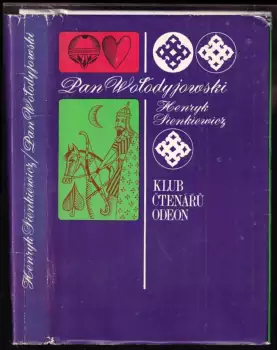 Pan Wołodyjowski
Henryk
Sienkiewicz
KLUB
ČTENÁŘŮ
ODEON
Henryk Sienkiewicz/Pan Wołodyjowski